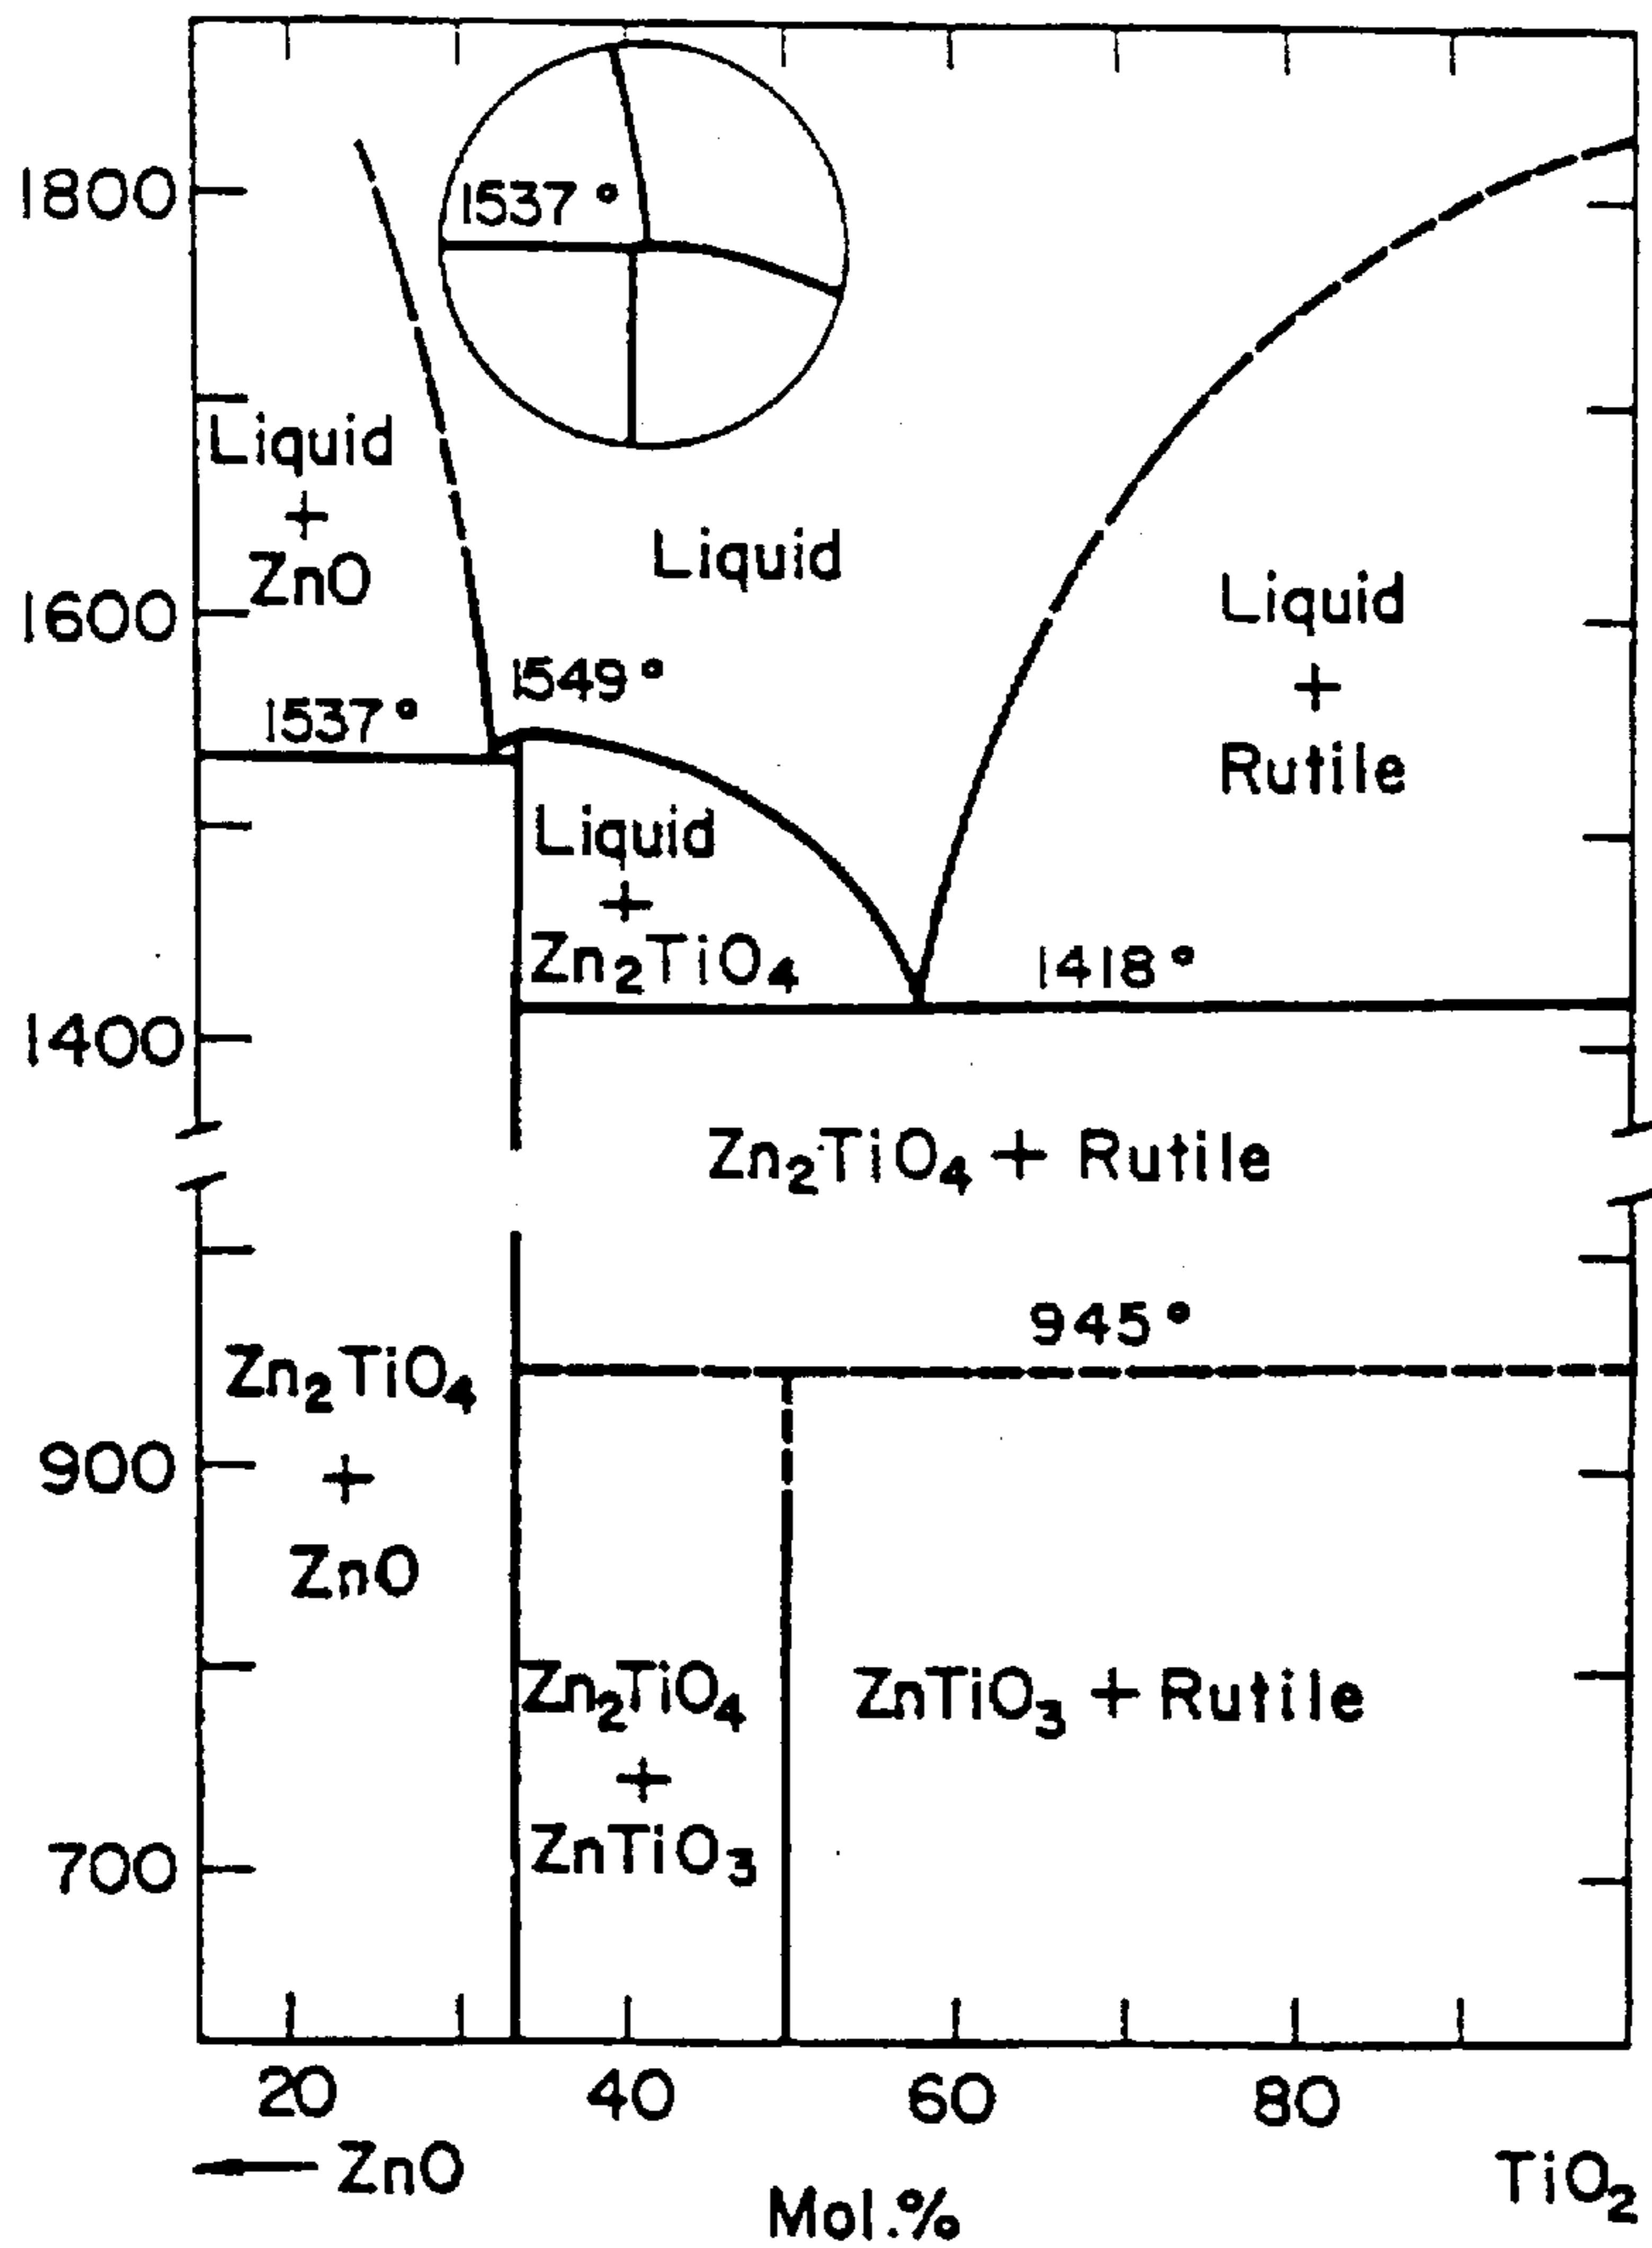 1800
1537°
Liquid
+
ZnO
Liquid
1600
Liquid
+
Rutile
1549°
1537°
Liquid
+
Zn₂TiO₄
1418°
1400
Zn₂TiO₄ + Rutile
945°
Zn₂TiO₄
+
ZnO
900
Zn₂TiO₄
+
ZnTiO₃
ZnTiO₃ + Rutile
700
20 40 60 80
← ZnO
Mol.%
TiO₂